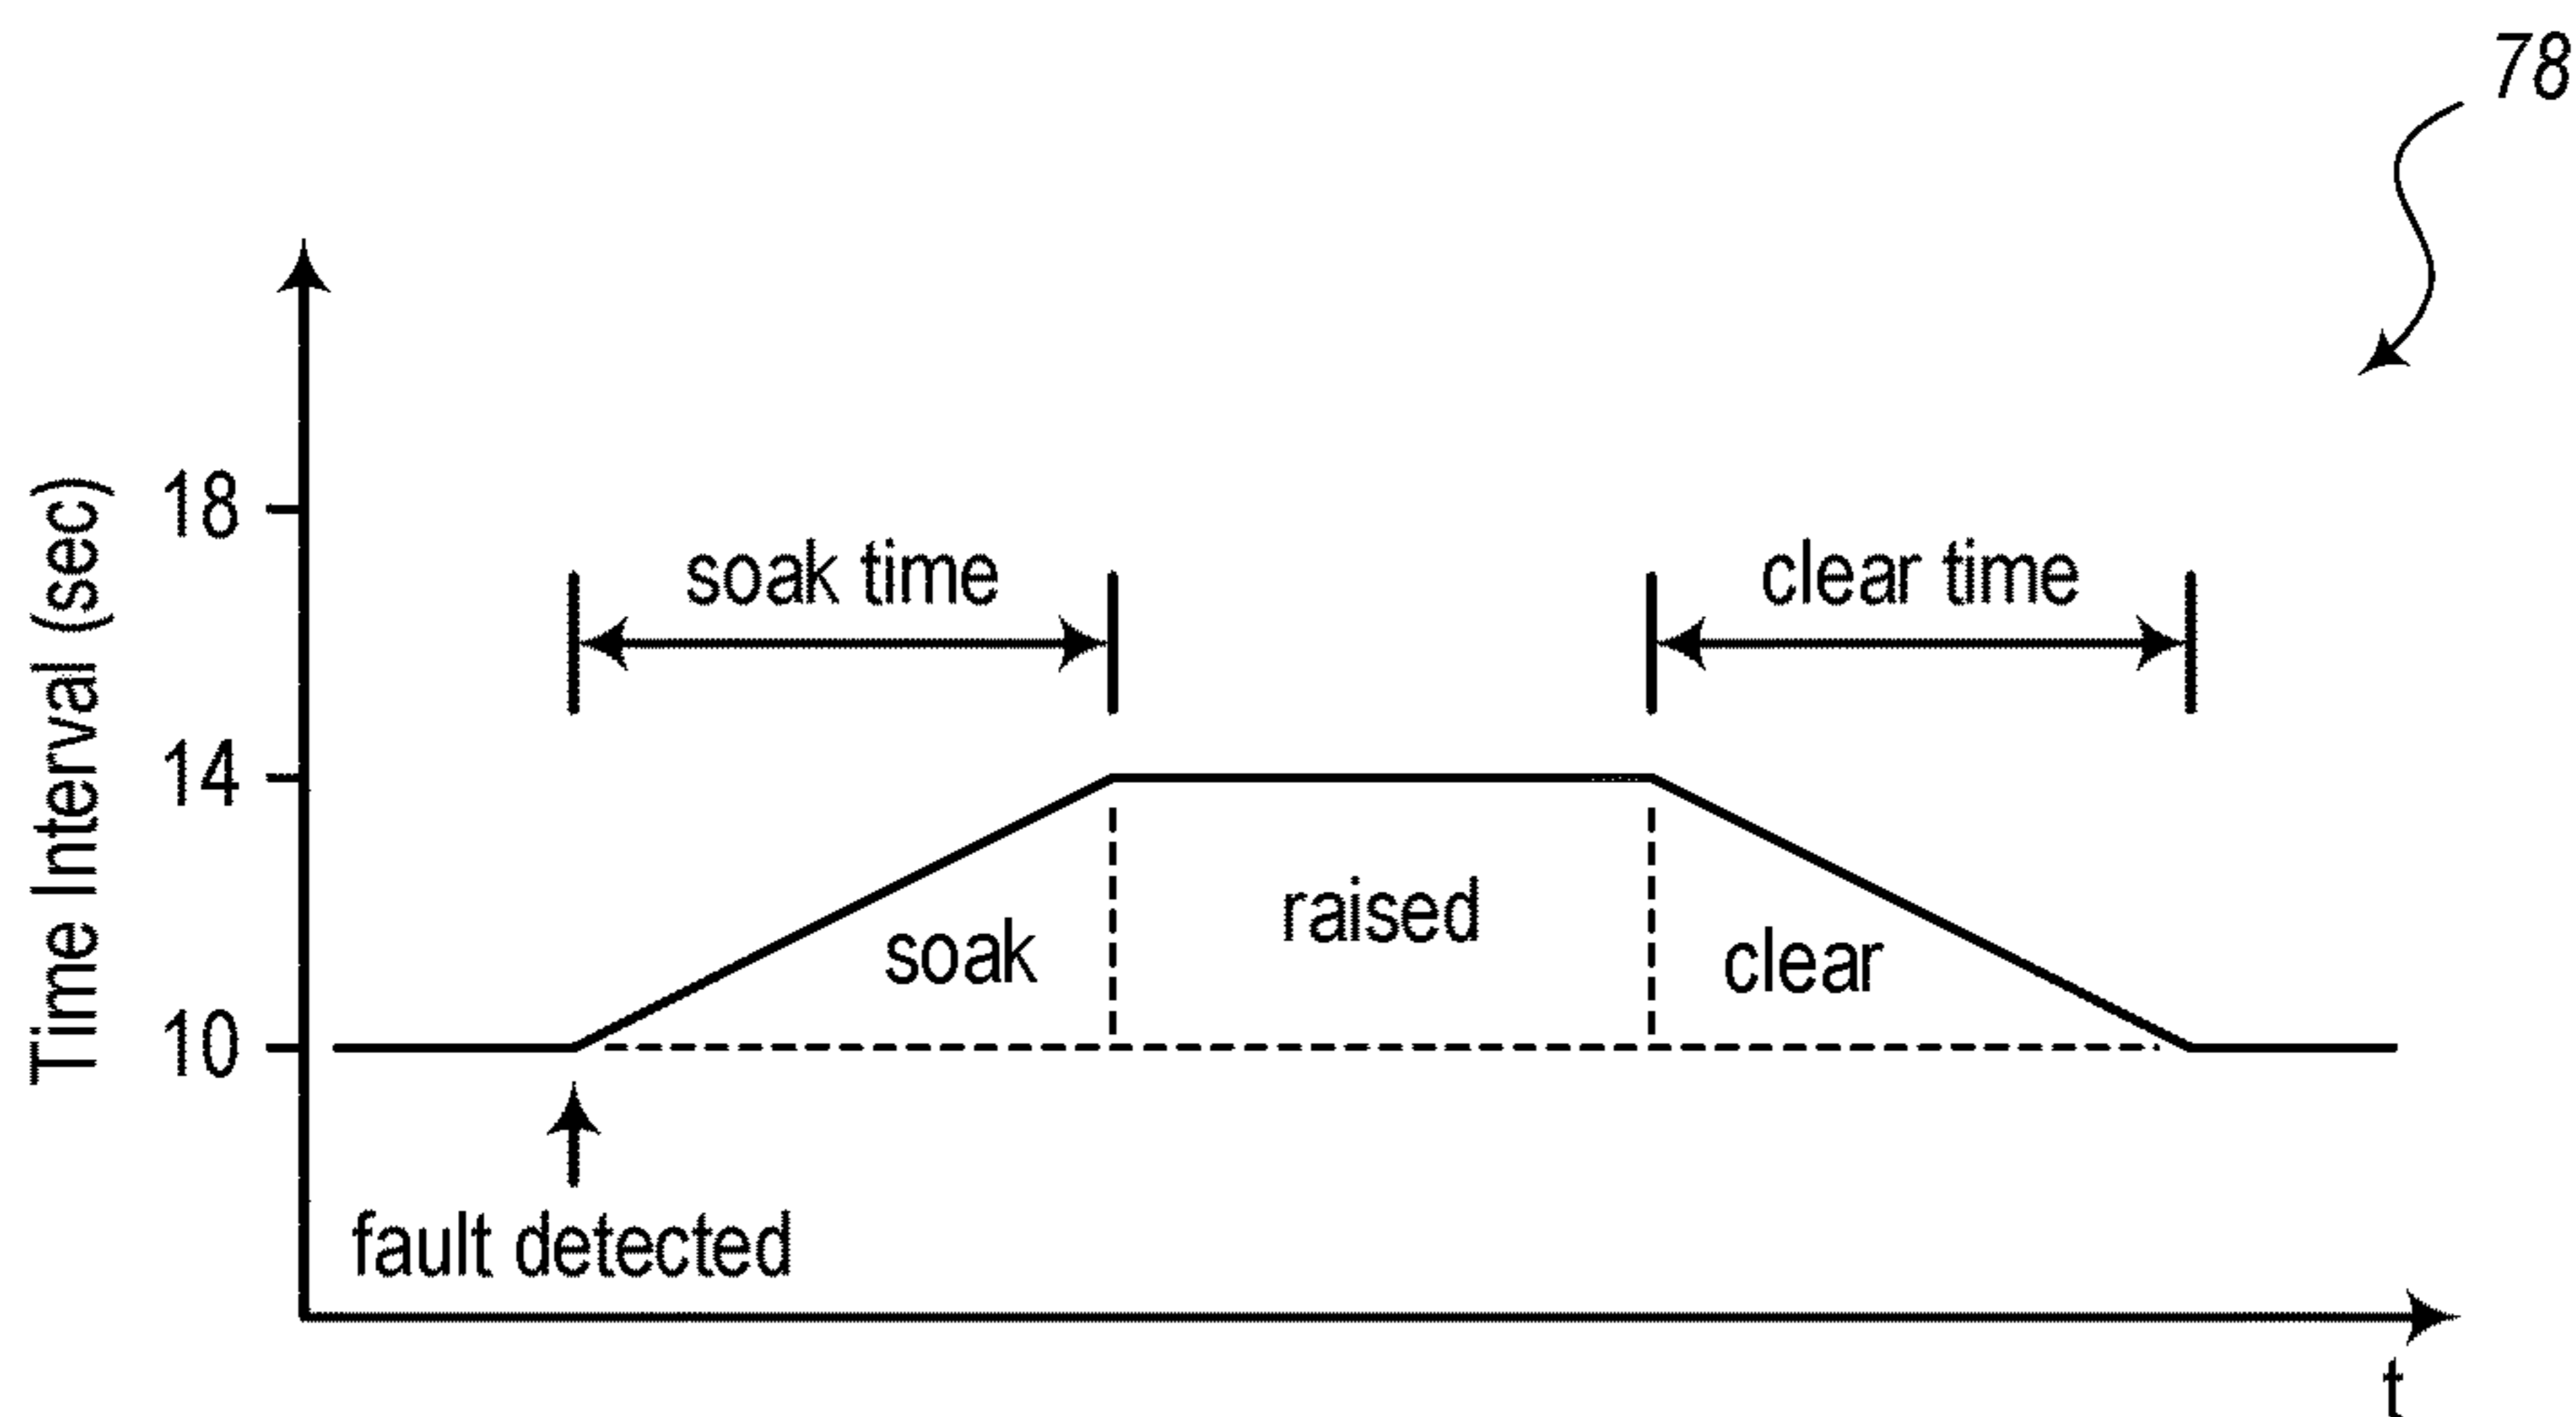 78
Time Interval (sec)
18
14
10
soak time
clear time
soak
raised
clear
fault detected
t